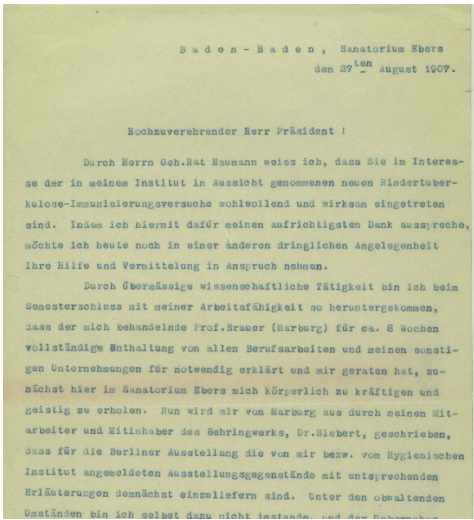 Baden-Baden, Sanatorium Ebers
den 27ten August 1907.
Hochzuverehrender Herr Präsident !
Durch Herrn Geh.Rat Naumann weiss ich, dass Sie im Interes-
se der in meinem Institut in Aussicht genommenen neuen Rindertuber-
kulose-Immunisierungsversuche wohlwollend und wirksam eingetreten
sind. Indem ich hiermit dafür meinen aufrichtigsten Dank ausspreche,
möchte ich heute noch in einer anderen dringlichen Angelegenheit
Ihre Hilfe und Vermittelung in Anspruch nehmen.
Durch übermässige wissenschaftliche Tätigkeit bin ich beim
Semesterschluss mit meiner Arbeitsfähigkeit so heruntergekommen,
dass der mich behandelnde Prof.Brauer (Marburg) für ca. 8 Wochen
vollständige Enthaltung von allen Berufsarbeiten und meinen sonsti-
gen Unternehmungen für notwendig erklärt und mir geraten hat, zu-
nächst hier im Sanatorium Ebers mich körperlich zu kräftigen und
geistig zu erholen. Nun wird mir von Marburg aus durch meinen Mit-
arbeiter und Mitinhaber des Behringwerks, Dr.Siebert, geschrieben,
dass für die Berliner Ausstellung die von mir bezw. vom Hygienischen
Institut angemeldeten Ausstellungsgegenstände mit entsprechenden
Erläuterungen demnächst einzuliefern sind. Unter den obwaltenden
Umständen bin ich selbst dazu nicht imstande, und der